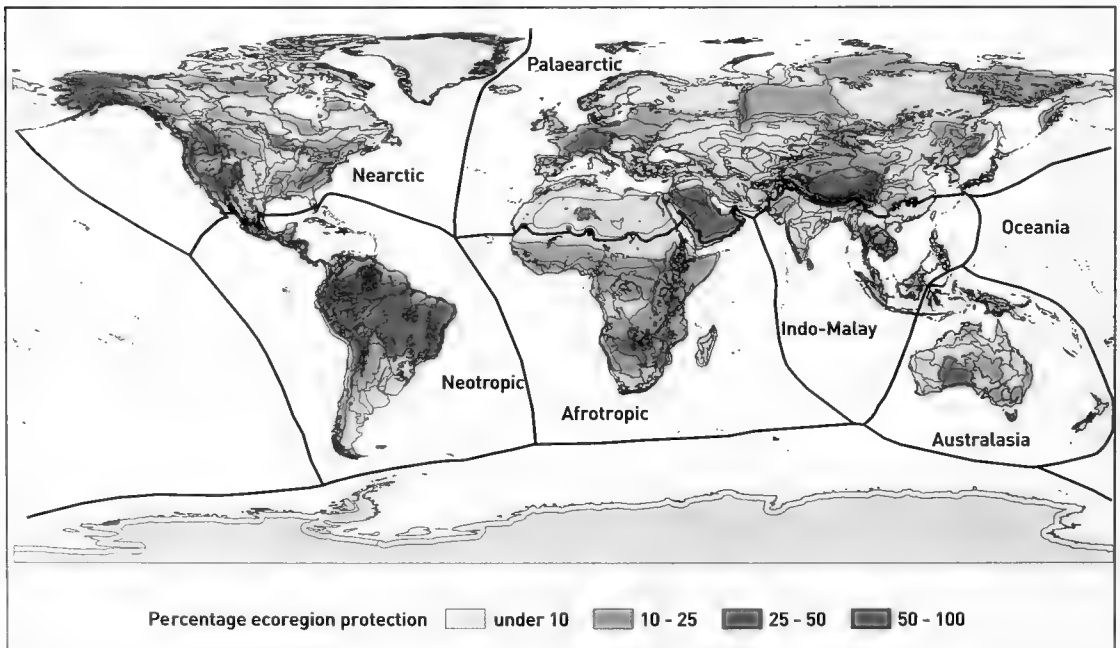 Palaearctic
Nearctic
Oceania
Indo-Malay
Neotropic
Afrotropic
Australasia
Percentage ecoregion protection under 10 10 - 25 25 - 50 50 - 100